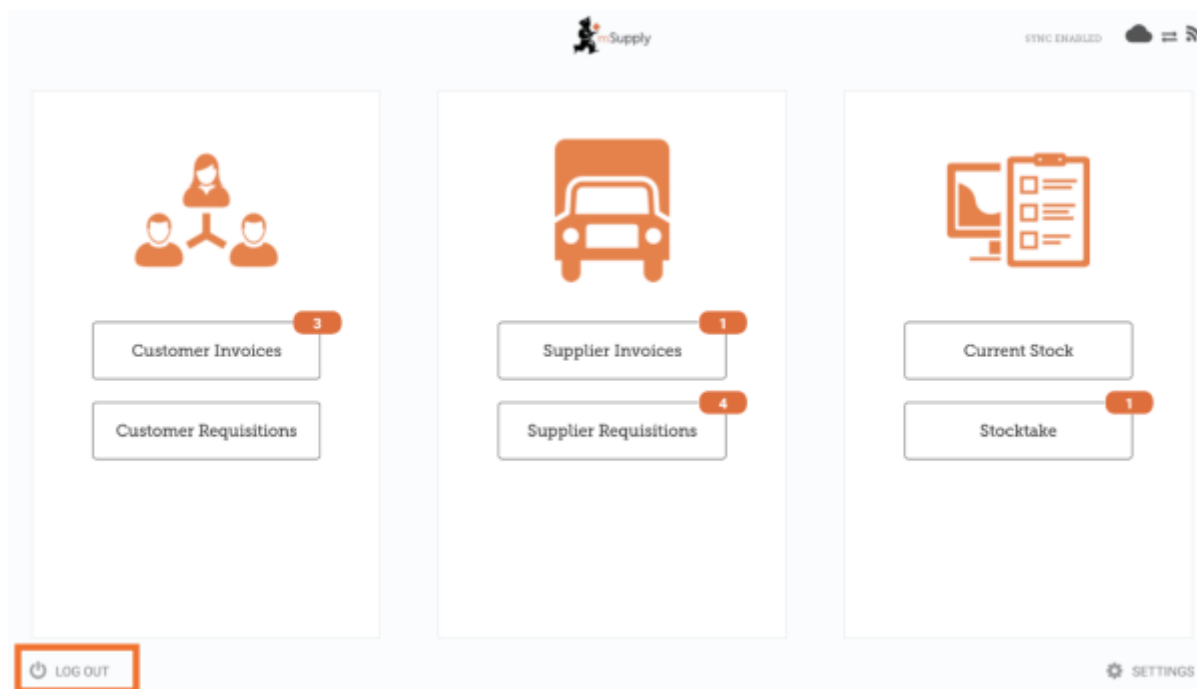 mSupply
SYNC ENABLED
3
Customer Invoices
Customer Requisitions
1
Supplier Invoices
4
Supplier Requisitions
Current Stock
1
Stocktake
LOG OUT
SETTINGS